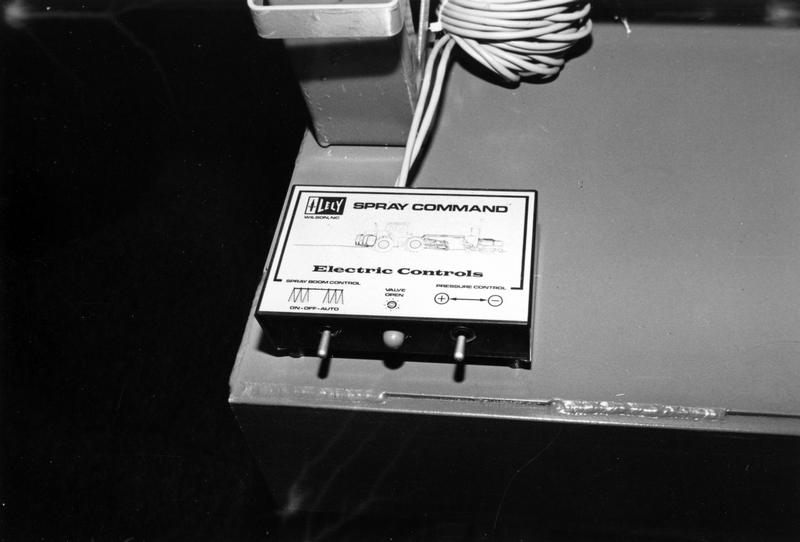 LELY
WILSON, NC
SPRAY COMMAND
Electric Controls
SPRAY BOOM CONTROL
ON-OFF-AUTO
VALVE
OPEN
PRESSURE CONTROL
+ −